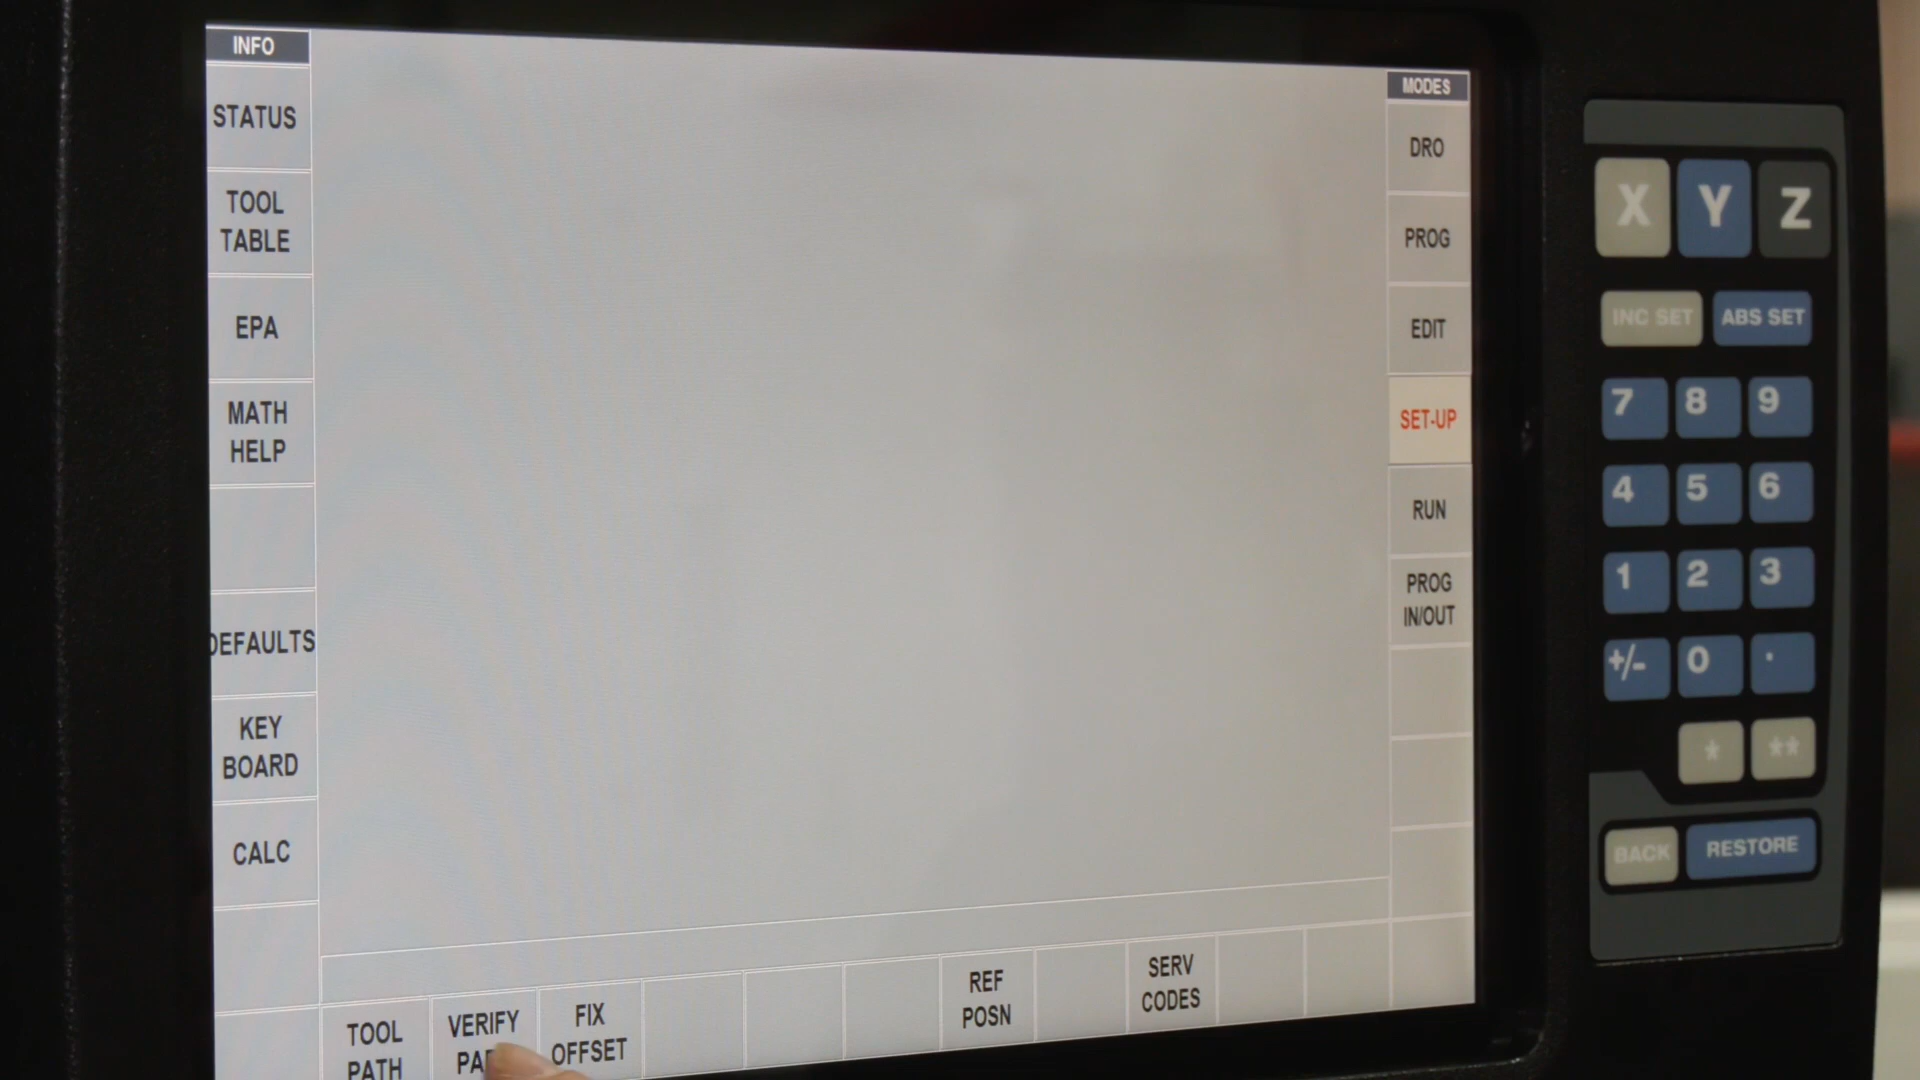 INFO
STATUS
TOOL
TABLE
EPA
MATH
HELP
DEFAULTS
KEY
BOARD
CALC
TOOL
PATH
VERIFY
FIX
OFFSET
REF
POSN
SERV
CODES
MODES
DRO
PROG
EDIT
SET-UP
RUN
PROG
IN/OUT
X Y Z
INC SET ABS SET
7 8 9
4 5 6
1 2 3
+/- 0 .
* **
BACK RESTORE